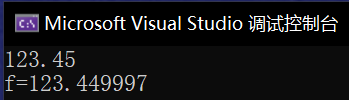 Microsoft Visual Studio 调试控制台
123.45
f=123.449997